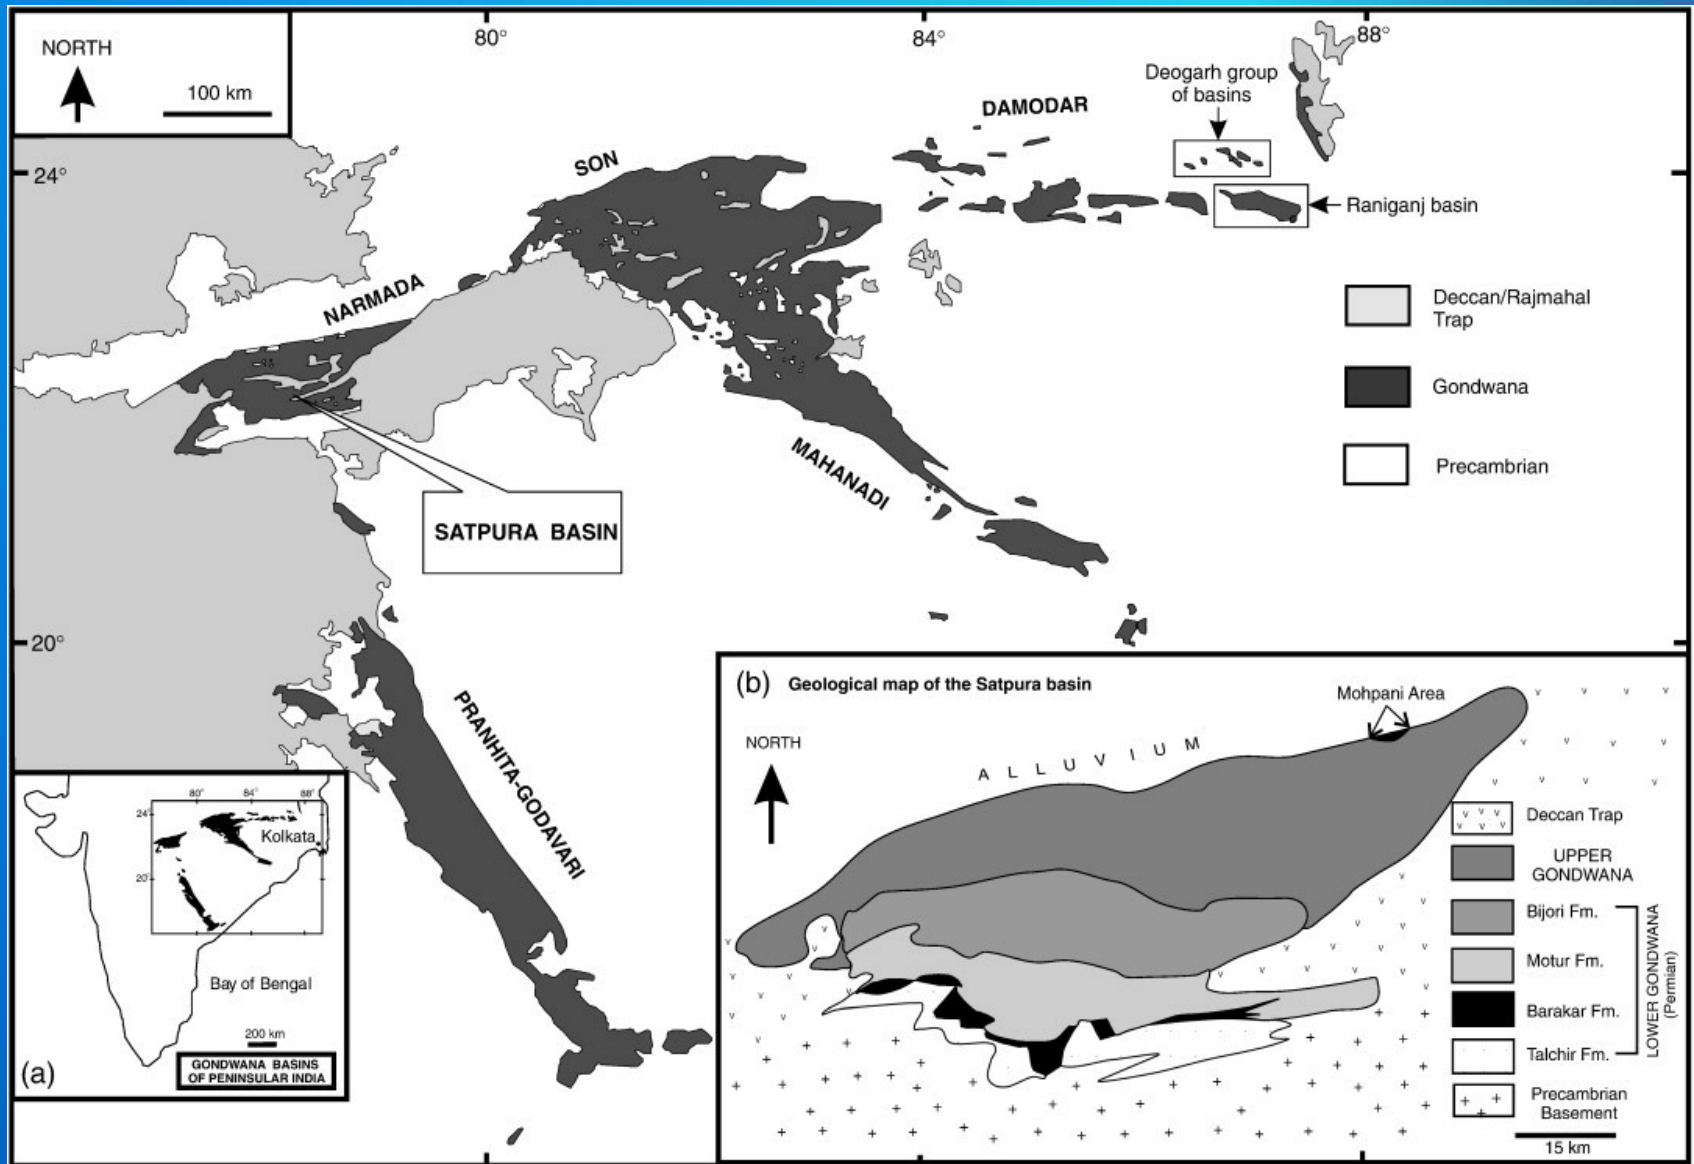 NORTH
100 km
80°
84°
88°
24°
20°
Deogarh group
of basins
DAMODAR
SON
Raniganj basin
NARMADA
Deccan/Rajmahal
Trap
Gondwana
Precambrian
MAHANADI
SATPURA BASIN
PRANHITA-GODAVARI
80° 84° 88°
24°
Kolkata
20°
Bay of Bengal
200 km
GONDWANA BASINS
OF PENINSULAR INDIA
(a)
(b) Geological map of the Satpura basin
Mohpani Area
NORTH
ALLUVIUM
Deccan Trap
UPPER
GONDWANA
Bijori Fm.
Motur Fm.
Barakar Fm.
Talchir Fm.
LOWER GONDWANA
(Permian)
Precambrian
Basement
15 km